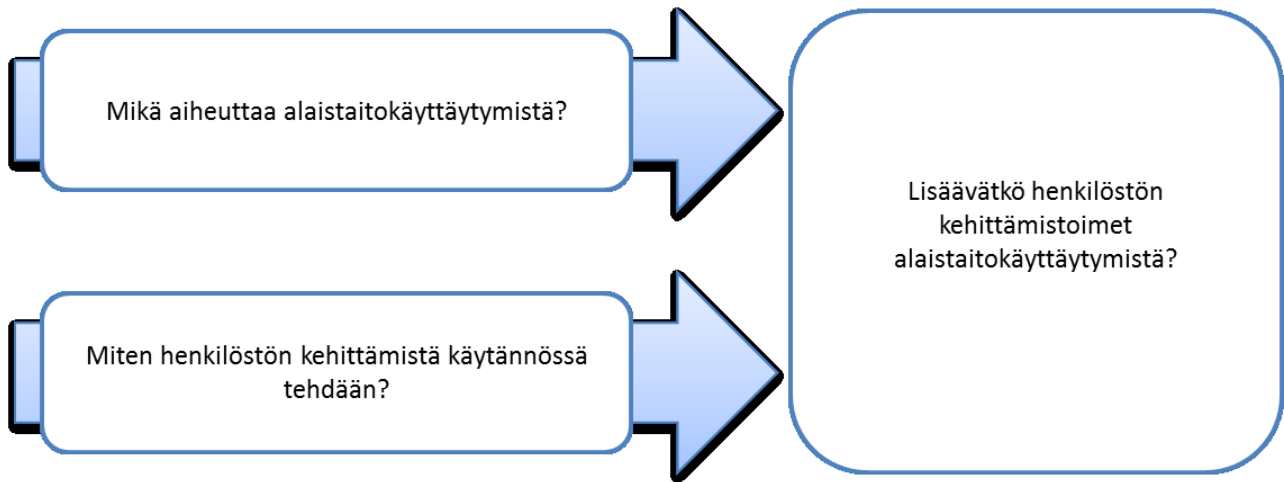 Mikä aiheuttaa alaistaitokäyttäytymistä?
Miten henkilöstön kehittämistä käytännössä
tehdään?
Lisäävätkö henkilöstön
kehittämistoimet
alaistaitokäyttäytymistä?